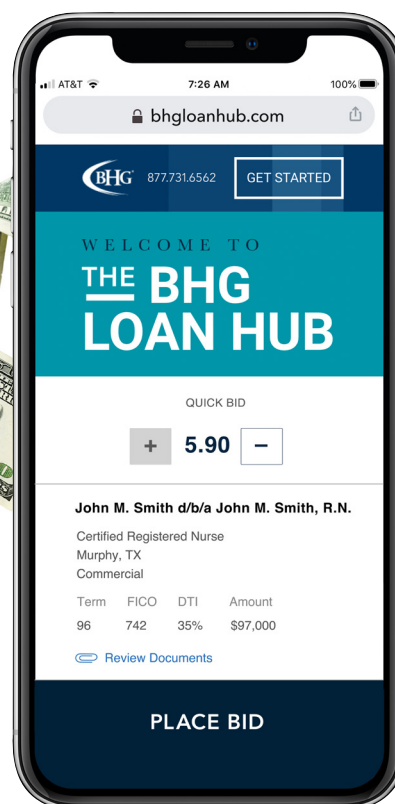 AT&T 7:26 AM 100%
bhgloanhub.com
BHG 877.731.6562 GET STARTED
WELCOME TO
THE BHG
LOAN HUB
QUICK BID
+ 5.90 −
John M. Smith d/b/a John M. Smith, R.N.
Certified Registered Nurse
Murphy, TX
Commercial
Term FICO DTI Amount
96 742 35% $97,000
Review Documents
PLACE BID